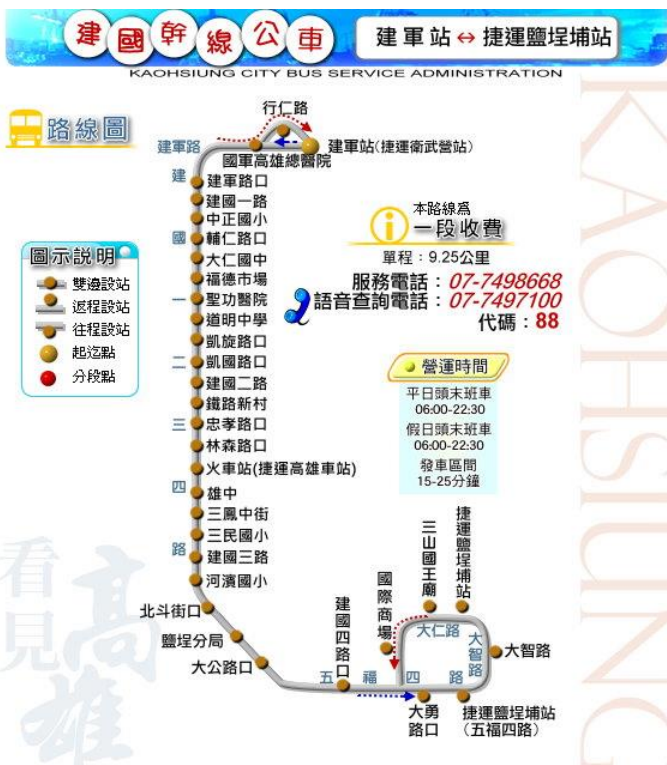 建國幹線公車
建軍站↔捷運鹽埕埔站
KAOHSIUNG CITY BUS SERVICE ADMINISTRATION
路線圖
行仁路
建軍路
建軍站(捷運衛武營站)
國軍高雄總醫院
建國一二三四路
建軍路口
建國一路
中正國小
輔仁路口
大仁國中
福德市場
聖功醫院
道明中學
凱旋路口
凱國路口
建國二路
鐵路新村
忠孝路口
林森路口
火車站(捷運高雄車站)
雄中
三鳳中街
三民國小
建國三路
河濱國小
北斗街口
鹽埕分局
大公路口
建國四路口
五福四路
大勇路口
捷運鹽埕埔站
(五福四路)
大智路
大智路
捷運鹽埕埔站
三山國王廟
大仁路
國際商場
圖示説明
雙邊設站
返程設站
往程設站
起迄點
分段點
本路線爲
一段收費
單程：9.25公里
服務電話：07-7498668
語音查詢電話：07-7497100
代碼：88
營運時間
平日頭末班車
06:00-22:30
假日頭末班車
06:00-22:30
發車區間
15-25分鐘
看見高雄
KAOHSIUNG